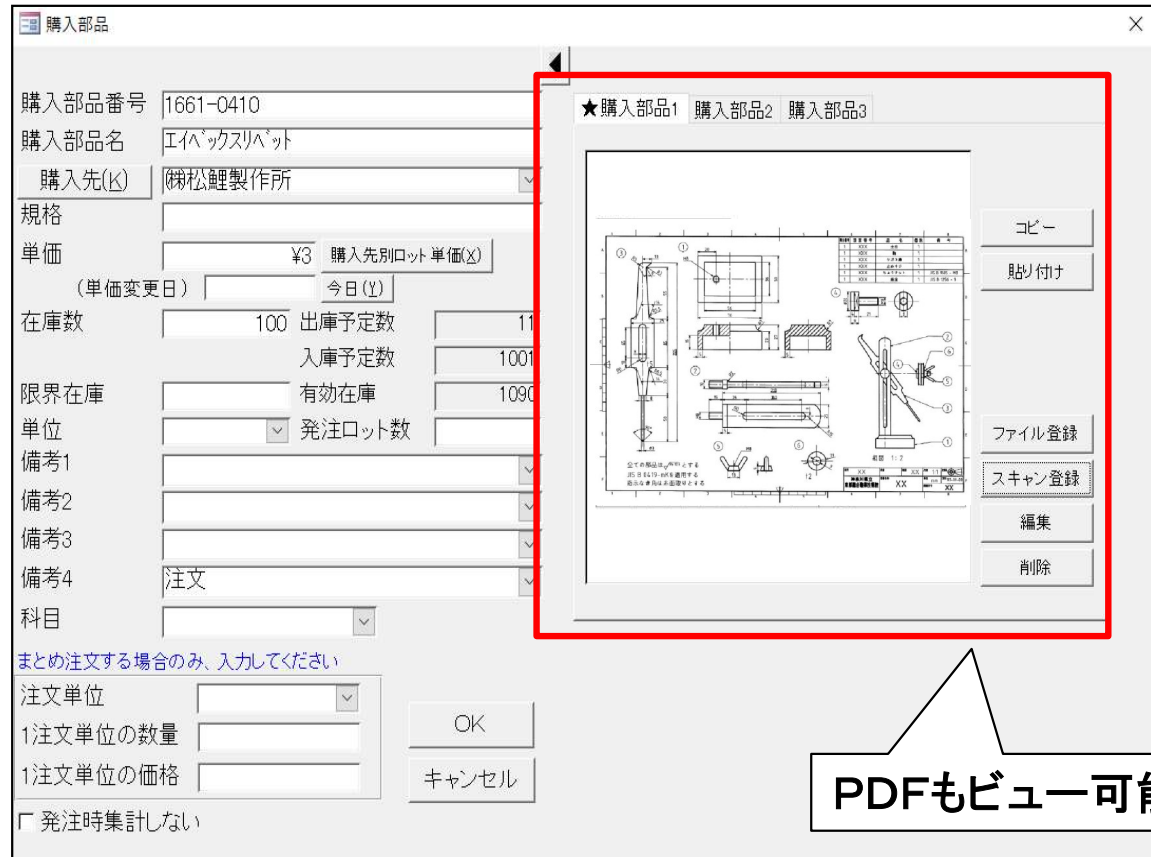 購入部品
購入部品番号 1661-0410
購入部品名 エイベックスリベット
購入先(K) ㈱松鯉製作所
規格
単価 ¥3 購入先別ロット単価(X)
(単価変更日) 今日(Y)
在庫数 100 出庫予定数 11
入庫予定数 1001
限界在庫 有効在庫 1090
単位 発注ロット数
備考1
備考2
備考3
備考4 注文
科目
まとめ注文する場合のみ、入力してください
注文単位
1注文単位の数量
1注文単位の価格
発注時集計しない
OK
キャンセル
★購入部品1 購入部品2 購入部品3
コピー
貼り付け
ファイル登録
スキャン登録
編集
削除
PDFもビュー可能